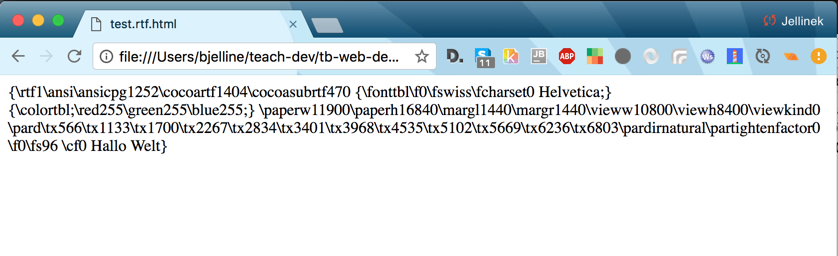 test.rtf.html
Jellinek
file:///Users/bjelline/teach-dev/tb-web-de...
D.
S
11
k
JB
ABP
Ws
{\rtf1\ansi\ansicpg1252\cocoartf1404\cocoasubrtf470 {\fonttbl\f0\fswiss\fcharset0 Helvetica;}
{\colortbl;\red255\green255\blue255;} \paperw11900\paperh16840\margl1440\margr1440\vieww10800\viewh8400\viewkind0
\pard\tx566\tx1133\tx1700\tx2267\tx2834\tx3401\tx3968\tx4535\tx5102\tx5669\tx6236\tx6803\pardirnatural\partightenfactor0
\f0\fs96 \cf0 Hallo Welt}